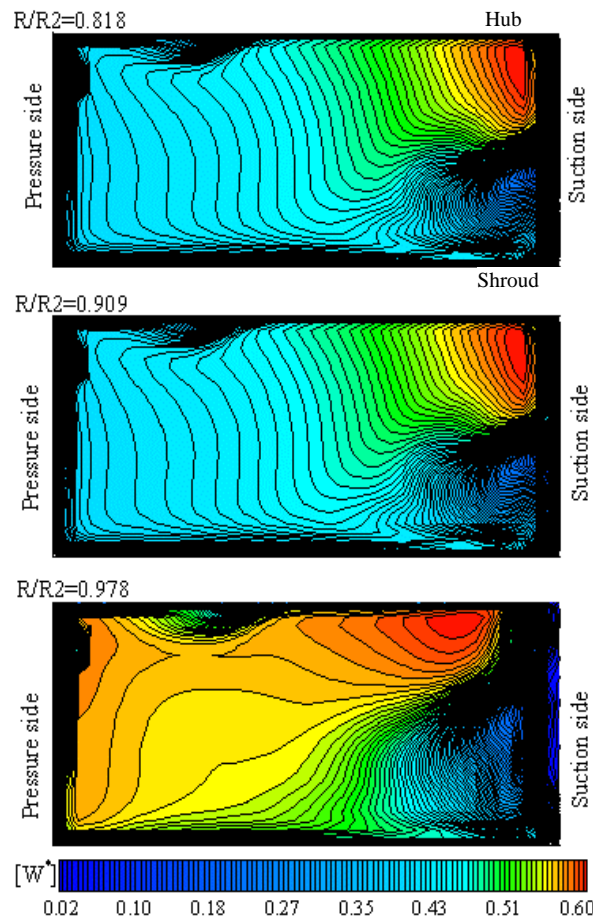 R/R2=0.818
Hub
Pressure side
Suction side
Shroud
R/R2=0.909
Pressure side
Suction side
R/R2=0.978
Pressure side
Suction side
[W*]
0.02 0.10 0.18 0.27 0.35 0.43 0.51 0.60